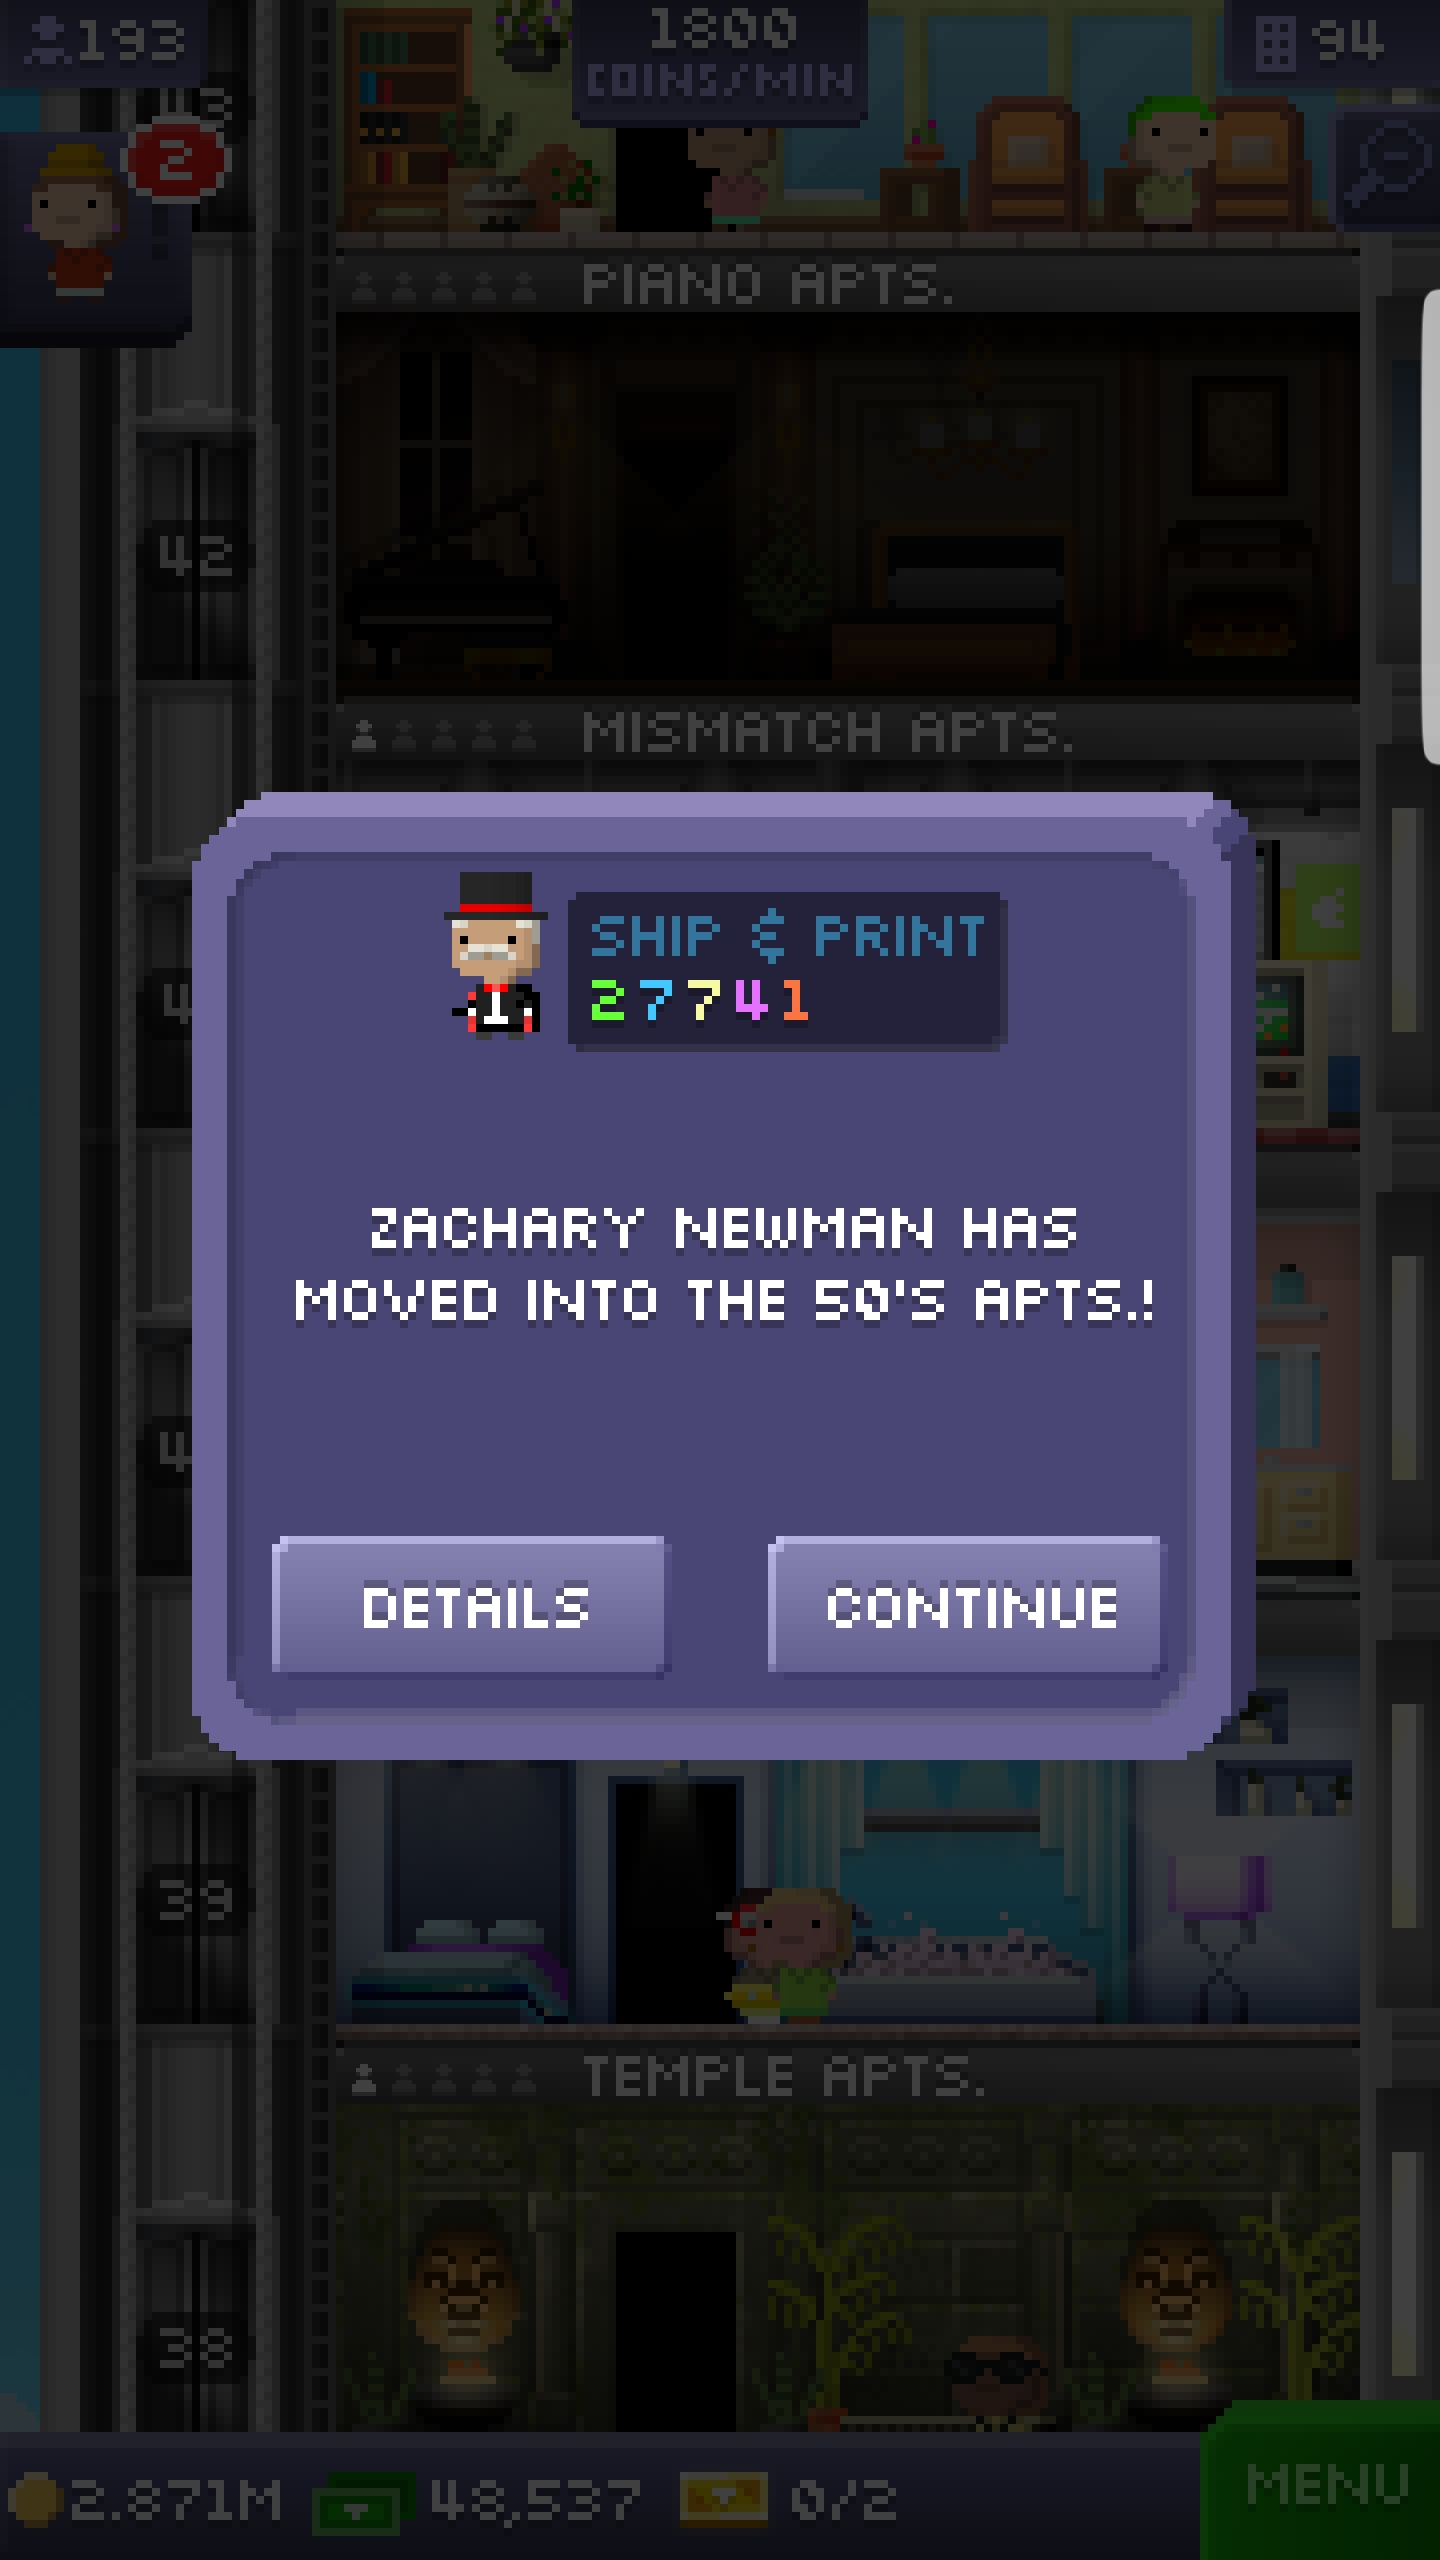 193
1800
COINS/MIN
94
43
2
PIANO APTS.
42
MISMATCH APTS.
SHIP & PRINT
27741
ZACHARY NEWMAN HAS
MOVED INTO THE 50'S APTS.!
DETAILS
CONTINUE
39
TEMPLE APTS.
38
2.871M
48,537
0/2
MENU